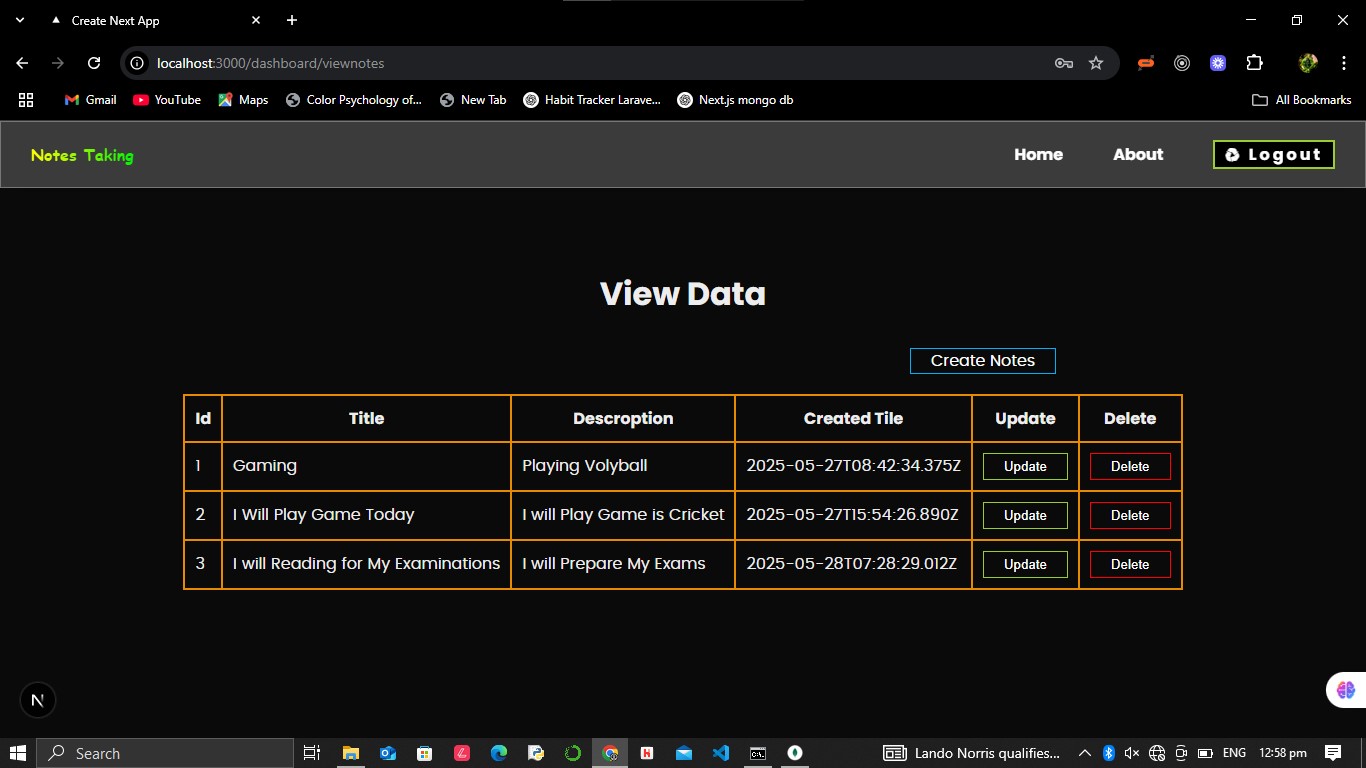 Create Next App
localhost:3000/dashboard/viewnotes
Gmail YouTube Maps Color Psychology of... New Tab Habit Tracker Larave... Next.js mongo db All Bookmarks
Notes Taking Home About Logout
View Data
Create Notes
Id Title Descroption Created Tile Update Delete
1 Gaming Playing Volyball 2025-05-27T08:42:34.375Z Update Delete
2 I Will Play Game Today I will Play Game is Cricket 2025-05-27T15:54:26.890Z Update Delete
3 I will Reading for My Examinations I will Prepare My Exams 2025-05-28T07:28:29.012Z Update Delete
N
Search Lando Norris qualifies... ENG 12:58 pm